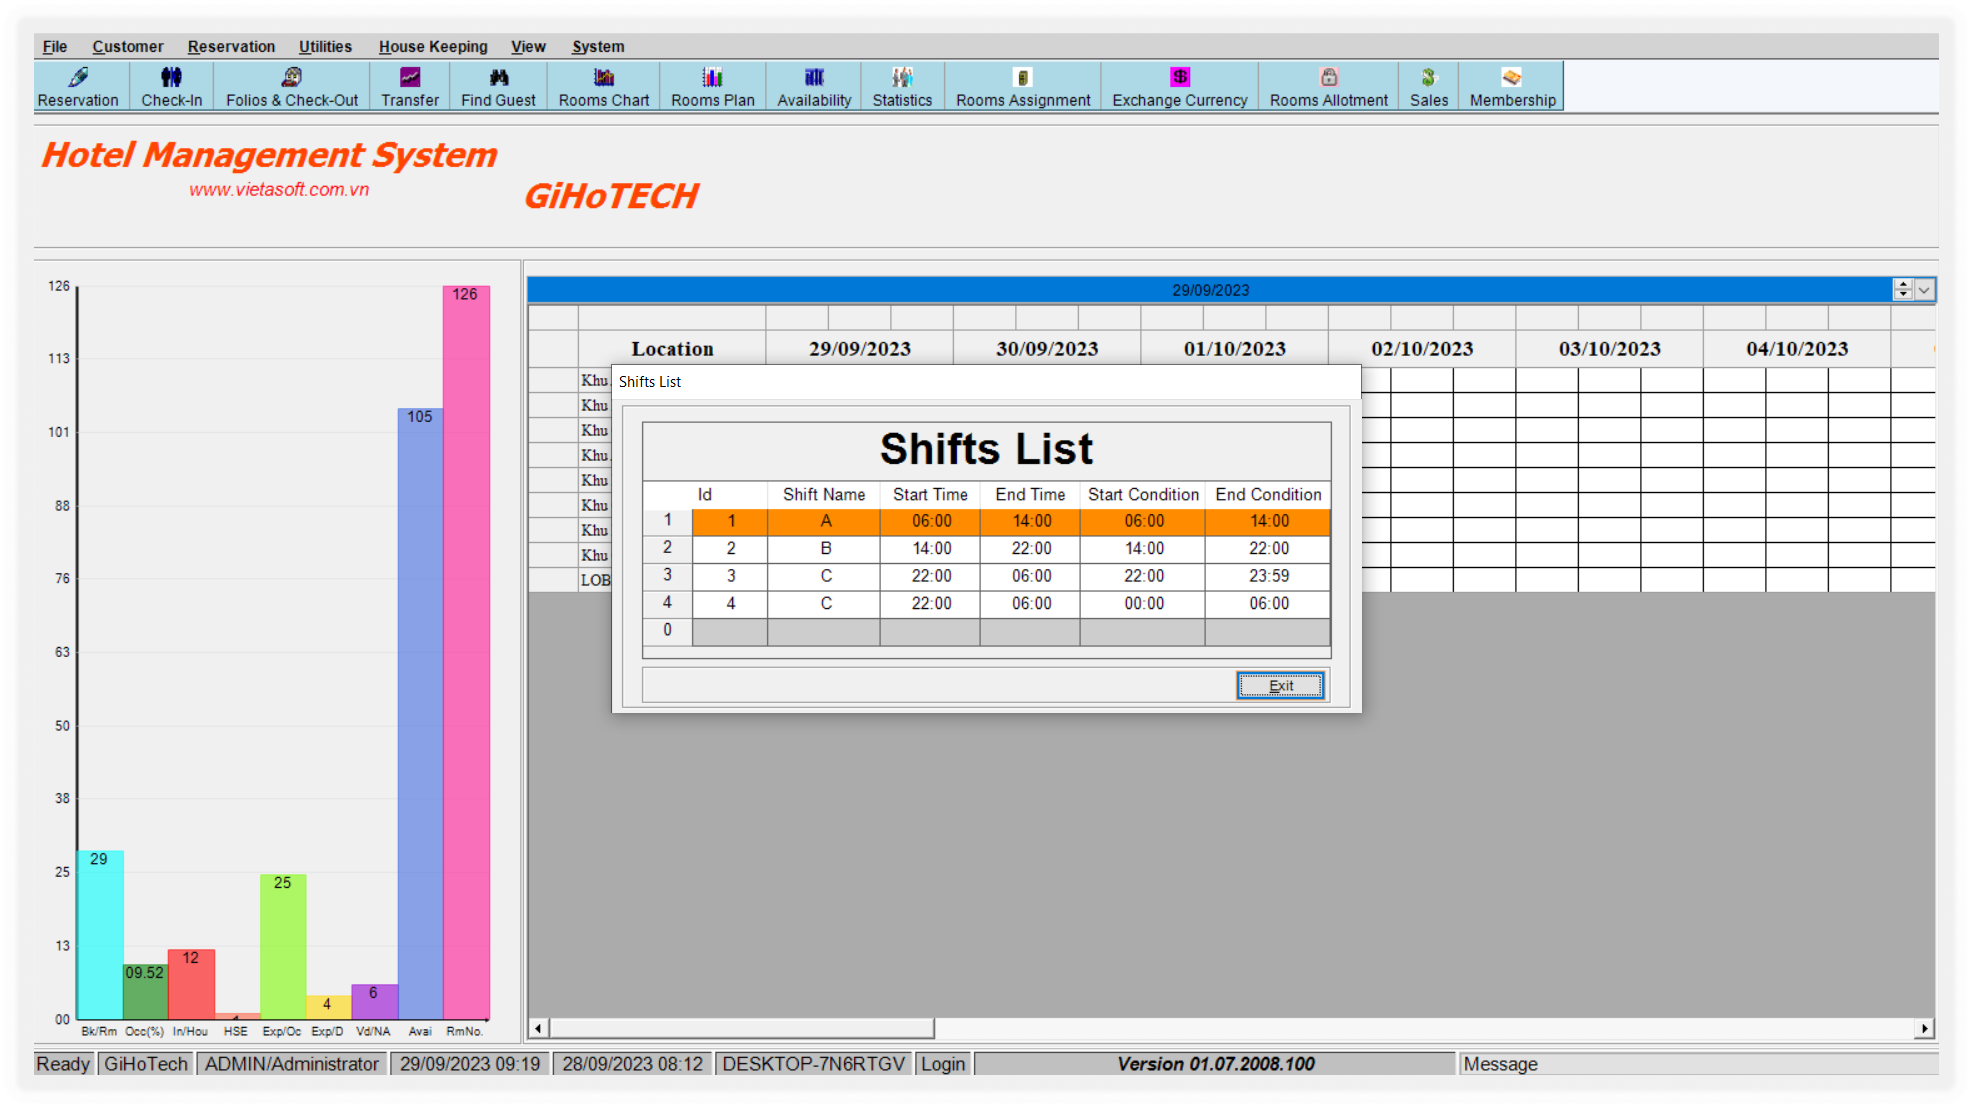 File Customer Reservation Utilities House Keeping View System
Reservation Check-In Folios & Check-Out Transfer Find Guest Rooms Chart Rooms Plan Availability Statistics Rooms Assignment Exchange Currency Rooms Allotment Sales Membership
Hotel Management System
www.vietasoft.com.vn
GiHoTECH
126
113
101
88
76
63
50
38
25
13
00
29
09.52
12
25
4
6
105
126
Bk/Rm Occ(%) In/Hou HSE Exp/Oc Exp/D Vd/NA Avai RmNo.
29/09/2023
Location 29/09/2023 30/09/2023 01/10/2023 02/10/2023 03/10/2023 04/10/2023
Khu
Khu
Khu
Khu
Khu
Khu
Khu
Khu
LOB
Shifts List
Shifts List
Id Shift Name Start Time End Time Start Condition End Condition
1 1 A 06:00 14:00 06:00 14:00
2 2 B 14:00 22:00 14:00 22:00
3 3 C 22:00 06:00 22:00 23:59
4 4 C 22:00 06:00 00:00 06:00
0
Exit
Ready GiHoTech ADMIN/Administrator 29/09/2023 09:19 28/09/2023 08:12 DESKTOP-7N6RTGV Login Version 01.07.2008.100 Message